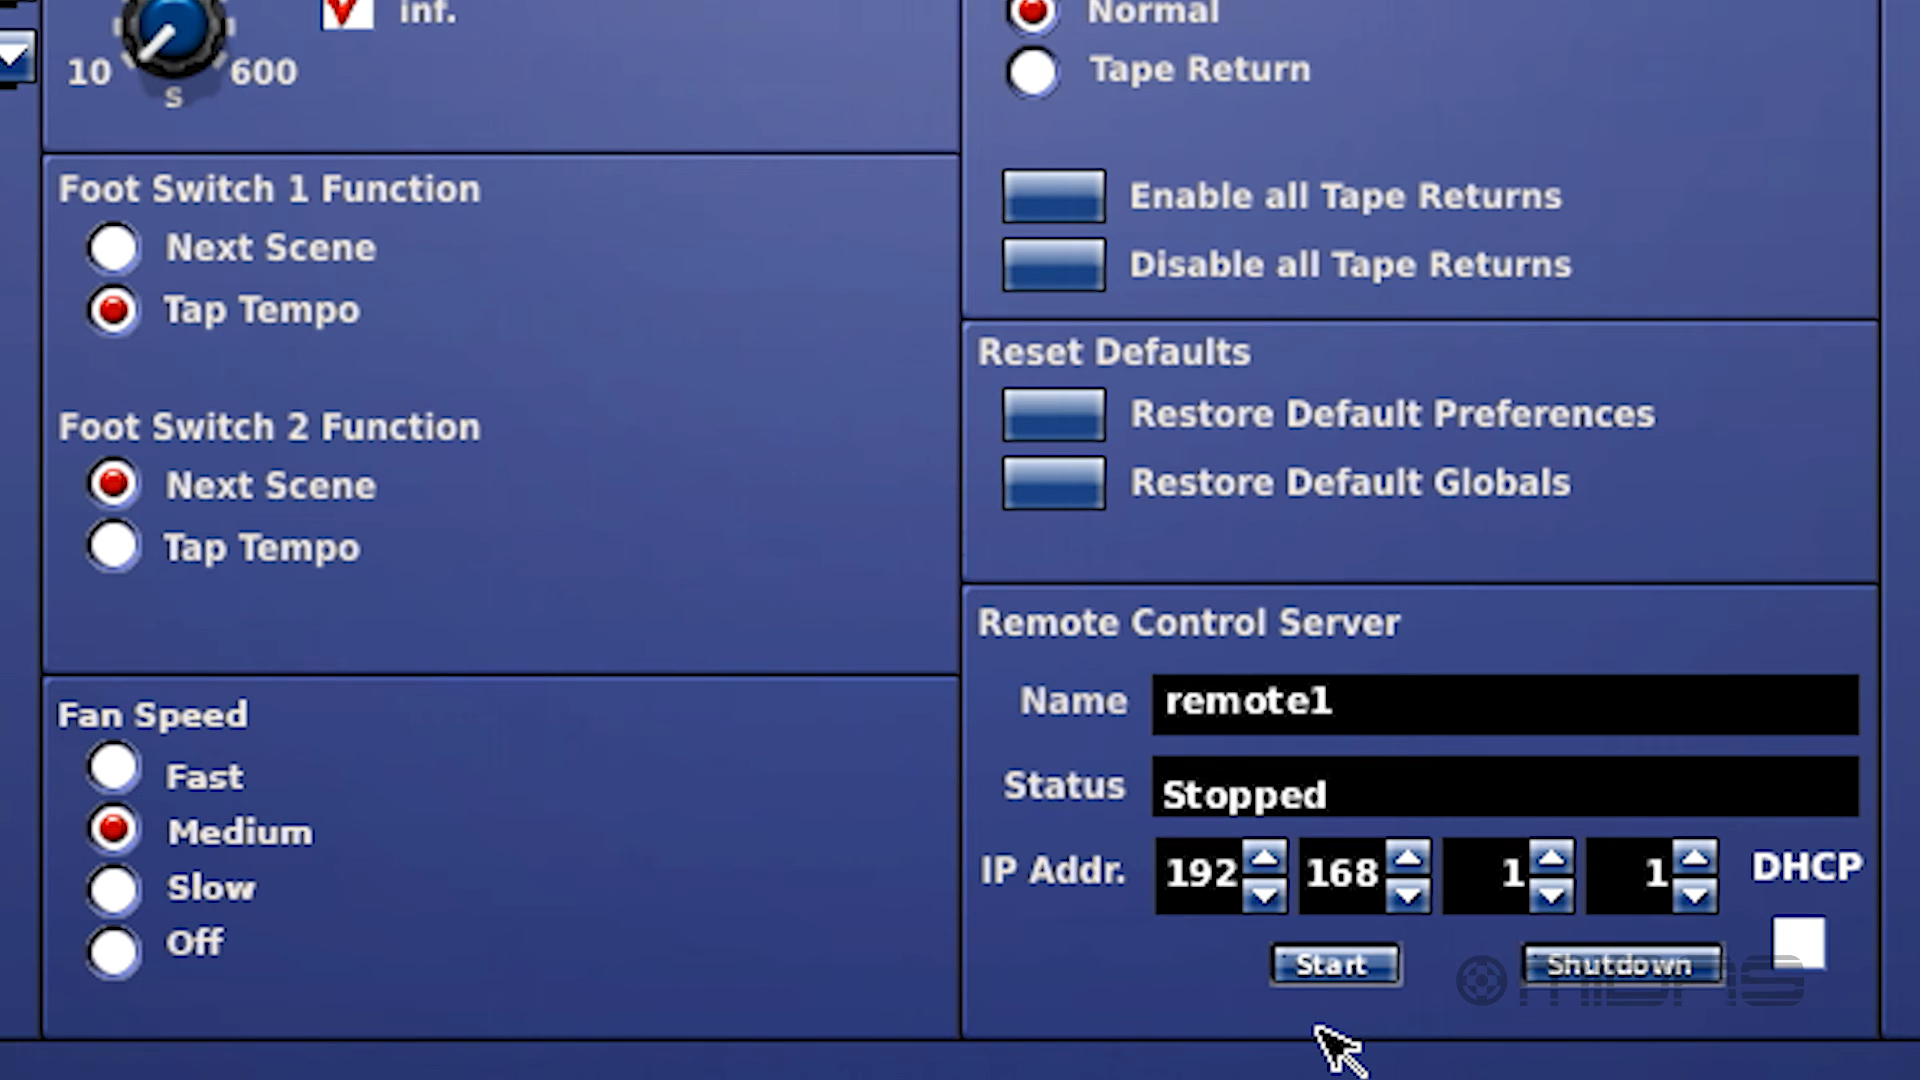 inf.
10
600
s
Foot Switch 1 Function
Next Scene
Tap Tempo
Foot Switch 2 Function
Next Scene
Tap Tempo
Fan Speed
Fast
Medium
Slow
Off
Normal
Tape Return
Enable all Tape Returns
Disable all Tape Returns
Reset Defaults
Restore Default Preferences
Restore Default Globals
Remote Control Server
Name remote1
Status Stopped
IP Addr. 192 168 1 1 DHCP
Start Shutdown
MIDAS